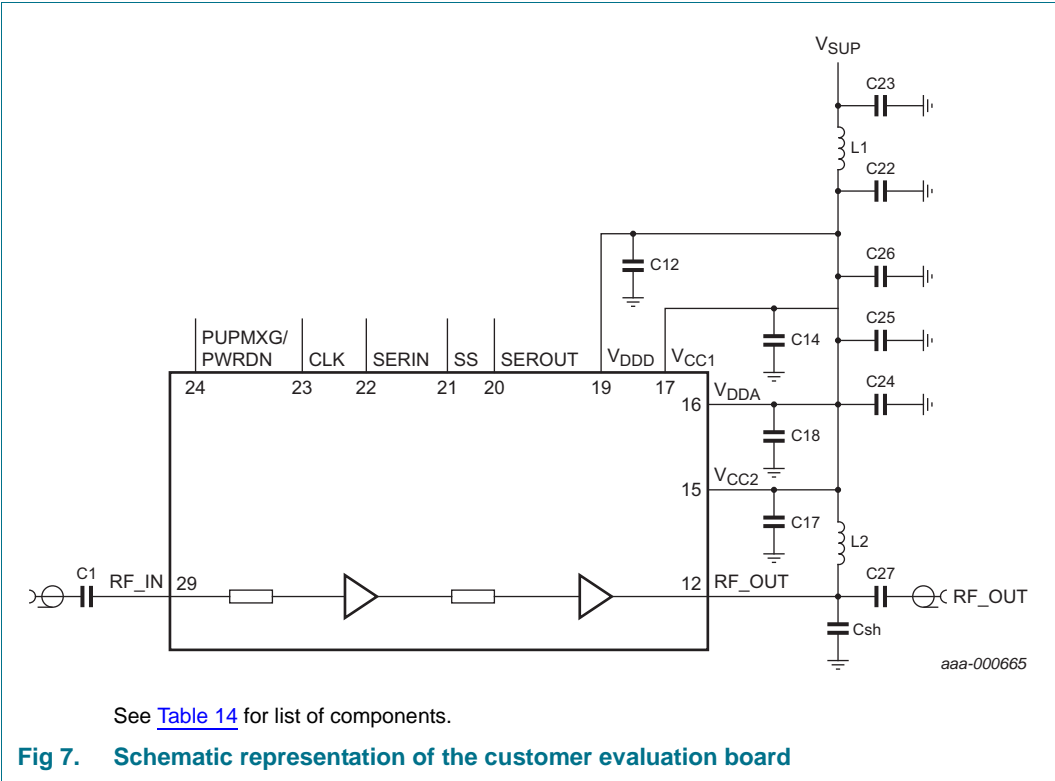 VSUP
C23
L1
C22
C12
C26
C14
C25
PUPMXG/
PWRDN
CLK
SERIN
SS
SEROUT
VDDD
VCC1
24
23
22
21
20
19
17
16
VDDA
C24
C18
15
VCC2
C17
L2
C1
RF_IN
29
12
RF_OUT
C27
RF_OUT
Csh
aaa-000665
See Table 14 for list of components.
Fig 7. Schematic representation of the customer evaluation board